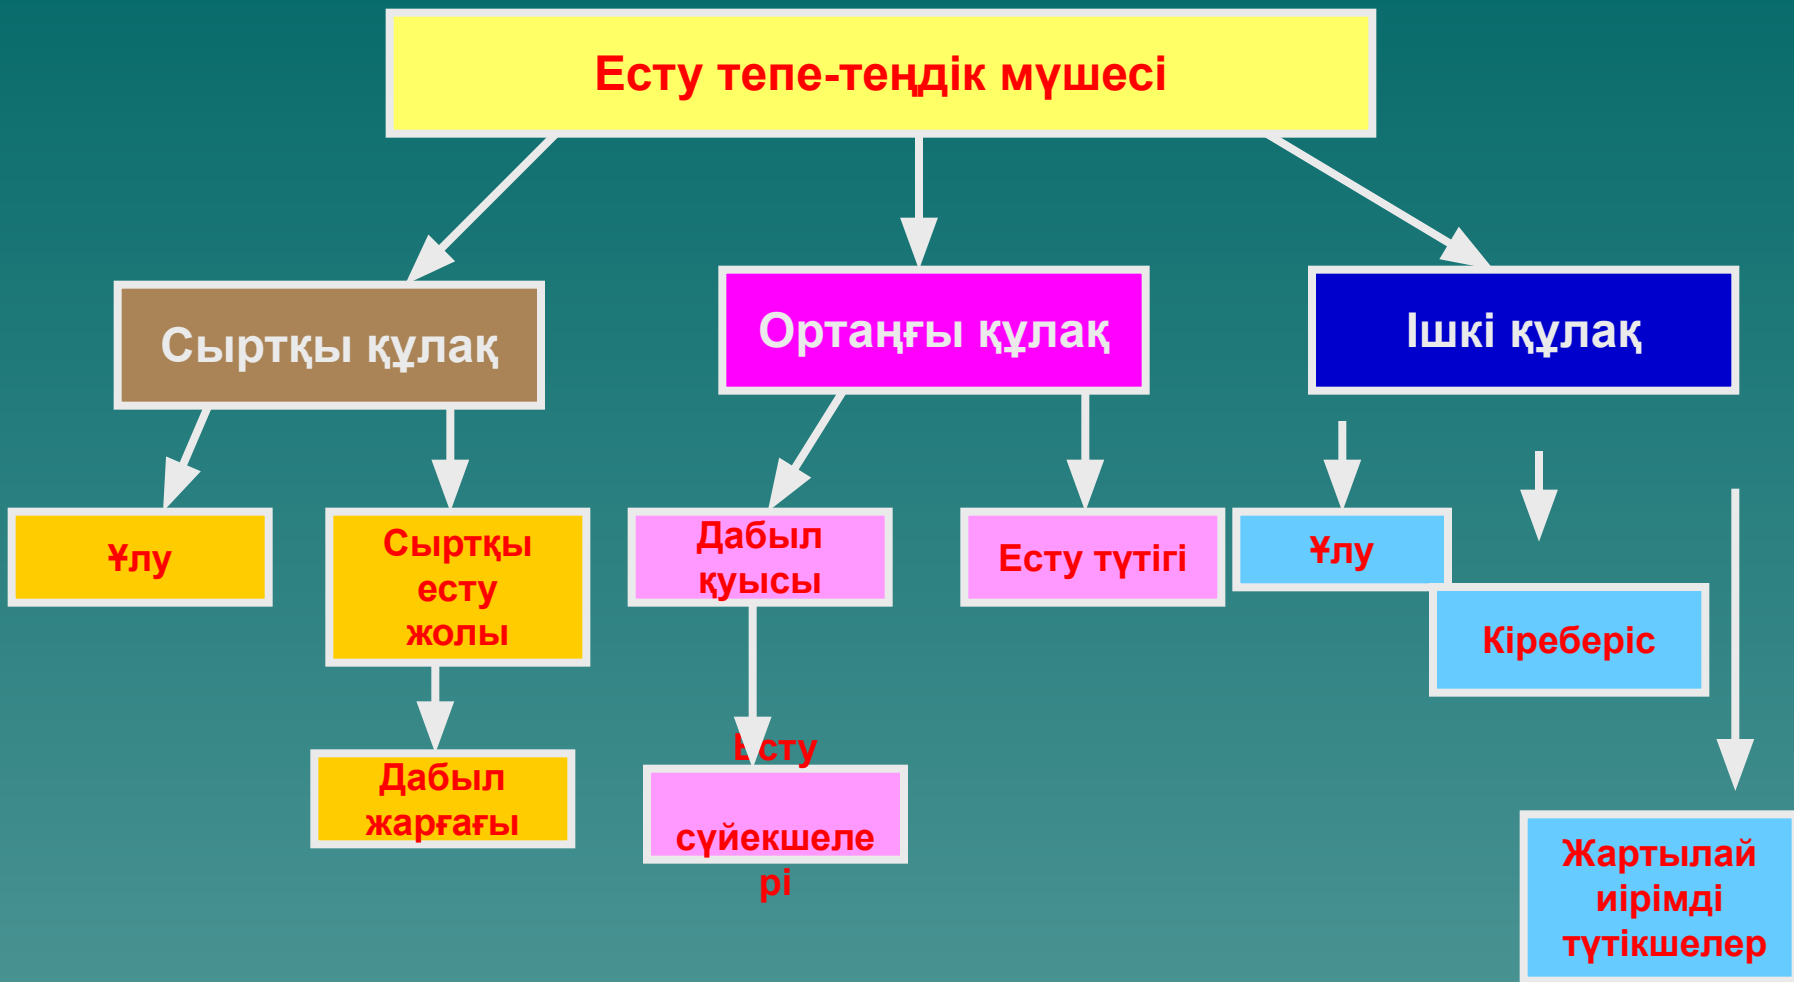 Есту тепе-теңдік мүшесі
Сыртқы құлақ
Ортаңғы құлақ
Ішкі құлақ
Ұлу
Сыртқы
есту
жолы
Дабыл
жарғағы
Дабыл
қуысы
Есту
сүйекшеле
рі
Есту түтігі
Ұлу
Кіреберіс
Жартылай
иірімді
түтікшелер